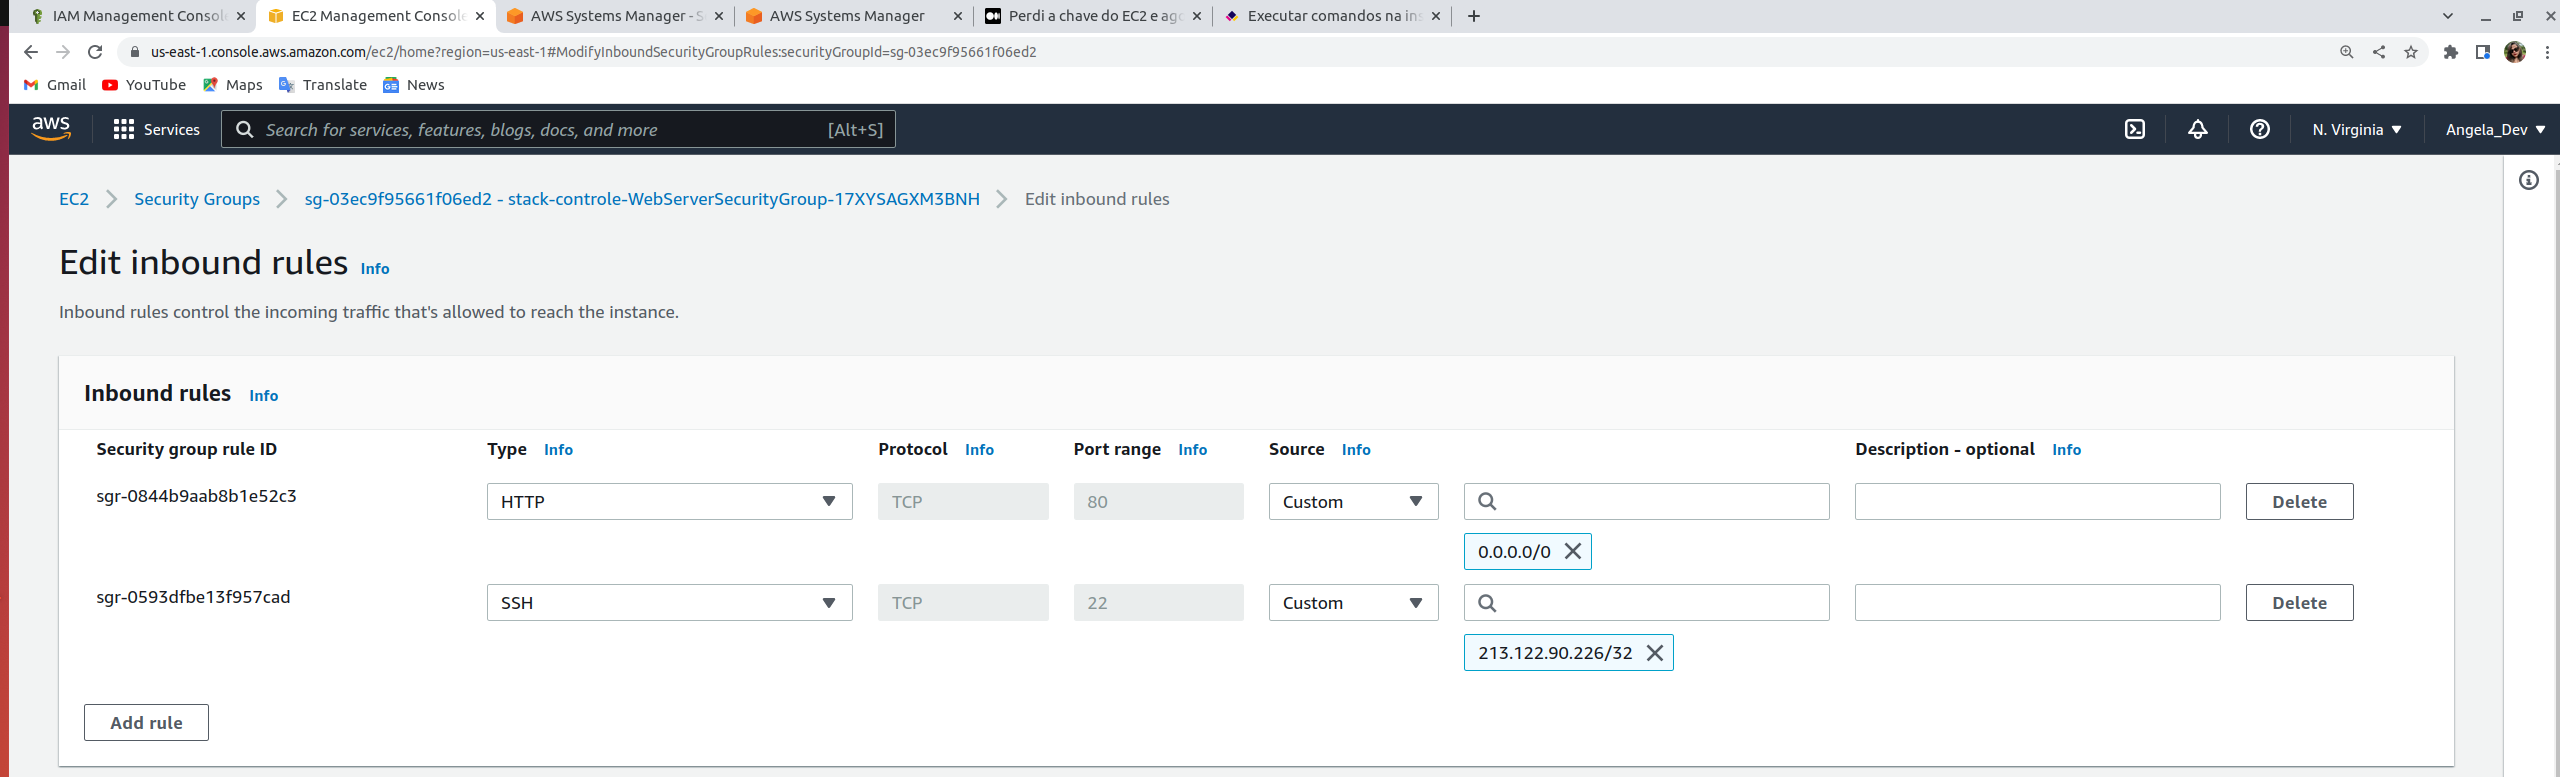 IAM Management Console
EC2 Management Console
AWS Systems Manager - S
AWS Systems Manager
Perdi a chave do EC2 e ago
Executar comandos na ins
us-east-1.console.aws.amazon.com/ec2/home?region=us-east-1#ModifyInboundSecurityGroupRules:securityGroupId=sg-03ec9f95661f06ed2
Gmail YouTube Maps Translate News
aws Services Search for services, features, blogs, docs, and more [Alt+S] N. Virginia Angela_Dev
EC2 Security Groups sg-03ec9f95661f06ed2 - stack-controle-WebServerSecurityGroup-17XYSAGXM3BNH Edit inbound rules
Edit inbound rules Info
Inbound rules control the incoming traffic that's allowed to reach the instance.
Inbound rules Info
Security group rule ID Type Info Protocol Info Port range Info Source Info Description - optional Info
sgr-0844b9aab8b1e52c3 HTTP TCP 80 Custom Delete
0.0.0.0/0
sgr-0593dfbe13f957cad SSH TCP 22 Custom Delete
213.122.90.226/32
Add rule